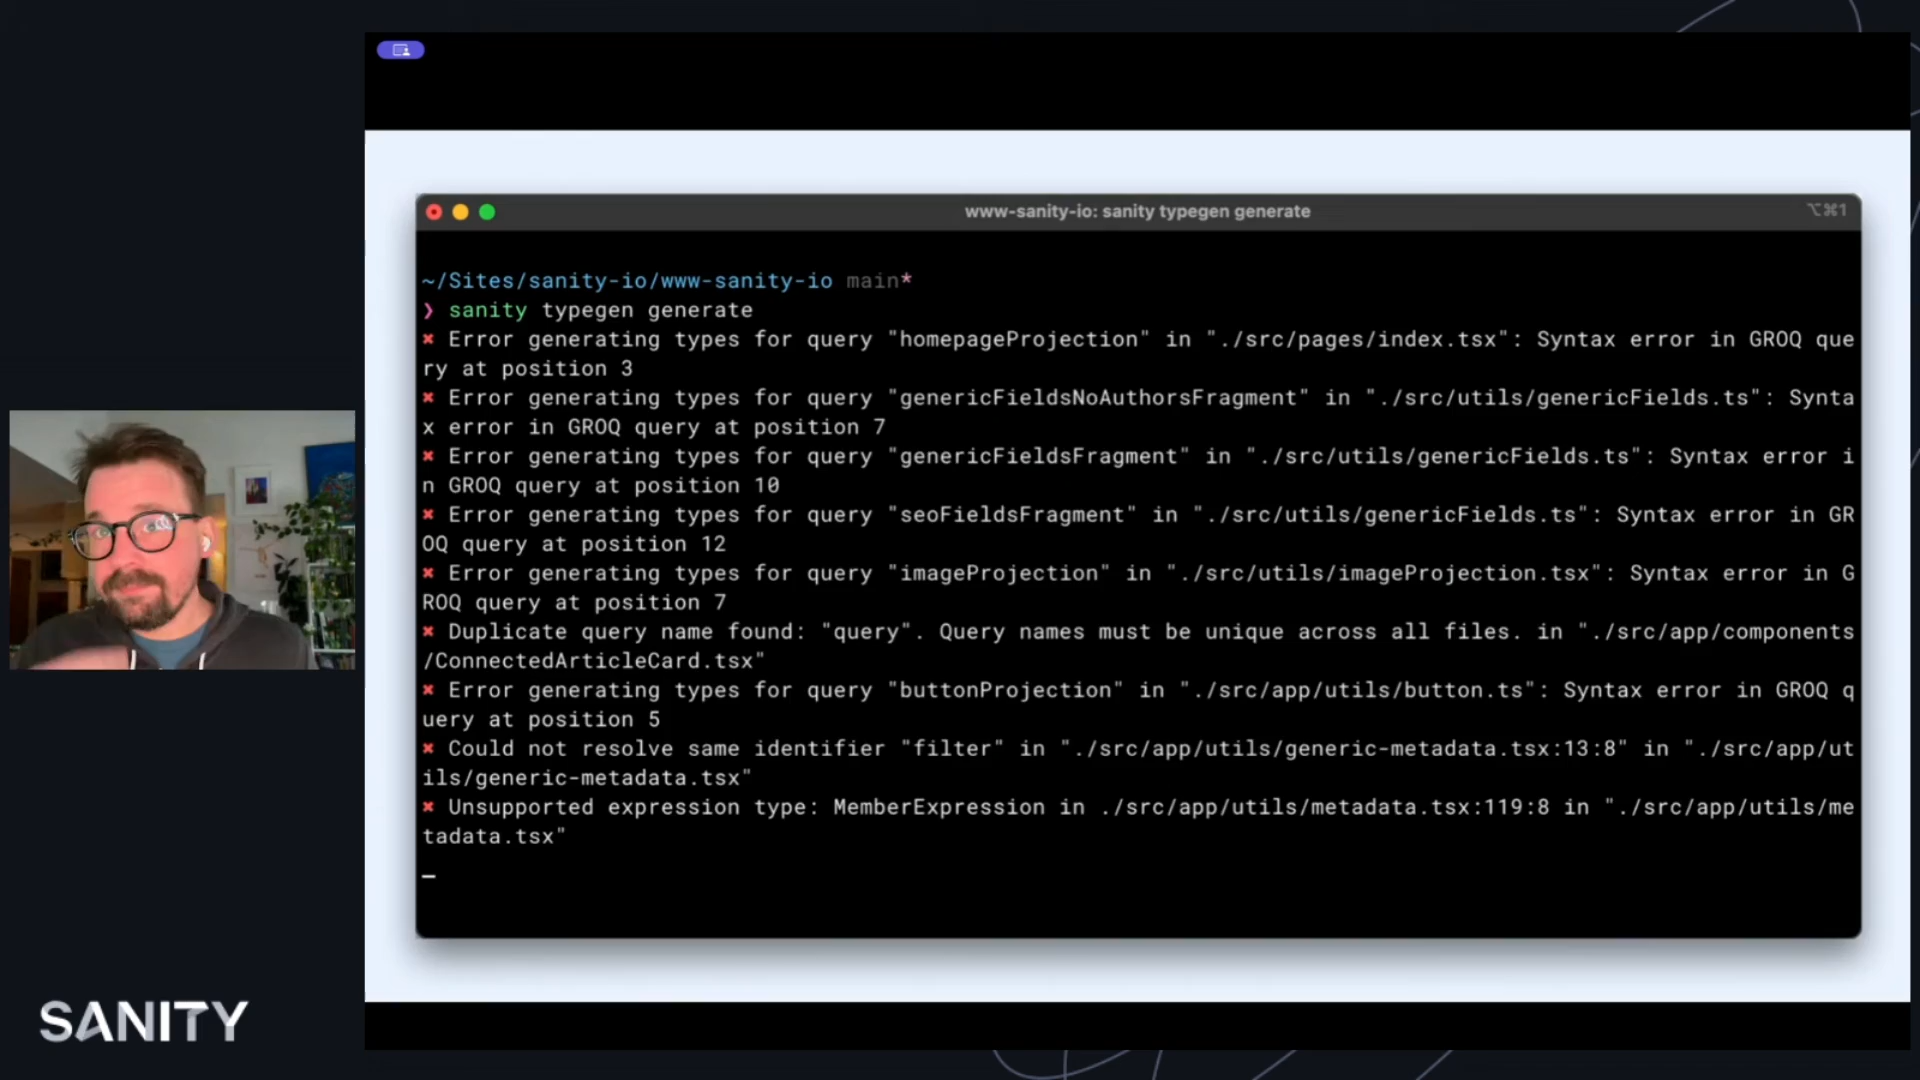 www-sanity-io: sanity typegen generate
⌥⌘1
~/Sites/sanity-io/www-sanity-io main*
❯ sanity typegen generate
✖ Error generating types for query "homepageProjection" in "./src/pages/index.tsx": Syntax error in GROQ que
ry at position 3
✖ Error generating types for query "genericFieldsNoAuthorsFragment" in "./src/utils/genericFields.ts": Synta
x error in GROQ query at position 7
✖ Error generating types for query "genericFieldsFragment" in "./src/utils/genericFields.ts": Syntax error i
n GROQ query at position 10
✖ Error generating types for query "seoFieldsFragment" in "./src/utils/genericFields.ts": Syntax error in GR
OQ query at position 12
✖ Error generating types for query "imageProjection" in "./src/utils/imageProjection.tsx": Syntax error in G
ROQ query at position 7
✖ Duplicate query name found: "query". Query names must be unique across all files. in "./src/app/components
/ConnectedArticleCard.tsx"
✖ Error generating types for query "buttonProjection" in "./src/app/utils/button.ts": Syntax error in GROQ q
uery at position 5
✖ Could not resolve same identifier "filter" in "./src/app/utils/generic-metadata.tsx:13:8" in "./src/app/ut
ils/generic-metadata.tsx"
✖ Unsupported expression type: MemberExpression in ./src/app/utils/metadata.tsx:119:8 in "./src/app/utils/me
tadata.tsx"
SANITY